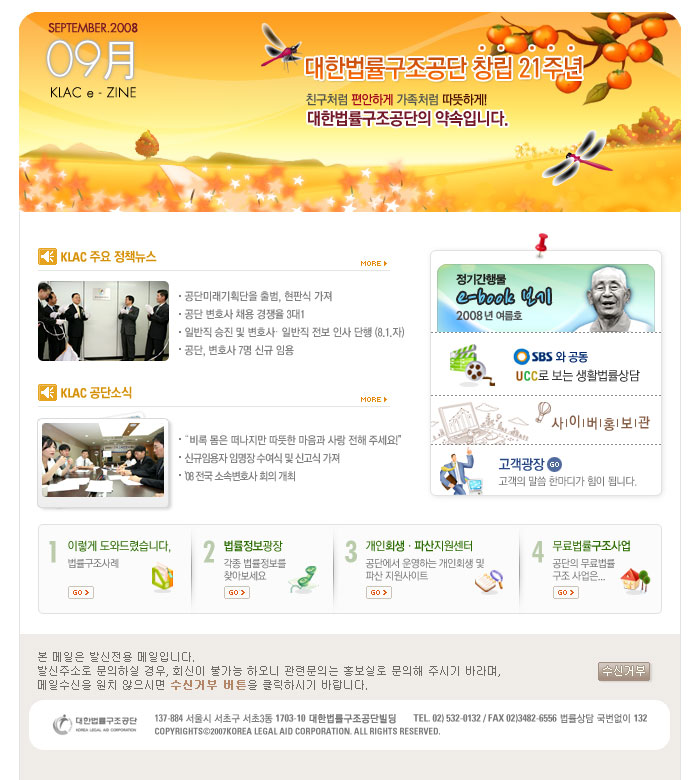 SEPTEMBER.2008
09月
KLAC e - ZINE
대한법률구조공단 창립 21주년
친구처럼 편안하게 가족처럼 따뜻하게!
대한법률구조공단의 약속입니다.
KLAC 주요 정책뉴스
MORE
· 공단미래기획단을 출범, 현판식 가져
· 공단 변호사 채용 경쟁율 3대1
· 일반직 승진 및 변호사· 일반직 전보 인사 단행 (8.1.자)
· 공단, 변호사 7명 신규 임용
KLAC 공단소식
MORE
· "비록 몸은 떠나지만 따뜻한 마음과 사랑 전해 주세요!"
· 신규임용자 임명장 수여식 및 신고식 가져
· '08 전국 소속변호사 회의 개최
정기간행물
e-book 보기
2008년 여름호
SBS 와 공동
UCC로 보는 생활법률상담
사이버홍보관
고객광장 GO
고객의 말씀 한마디가 힘이 됩니다.
1 이렇게 도와드렸습니다.
법률구조사례
GO
2 법률정보광장
각종 법률정보를
찾아보세요
GO
3 개인회생 · 파산지원센터
공단에서 운영하는 개인회생 및
파산 지원사이트
GO
4 무료법률구조사업
공단의 무료법률
구조 사업은...
GO
본 메일은 발신전용 메일입니다.
발신주소로 문의하실 경우, 회신이 불가능 하오니 관련문의는 홍보실로 문의해 주시기 바라며,
메일수신을 원치 않으시면 수신거부 버튼을 클릭하시기 바랍니다.
수신거부
대한법률구조공단
KOREA LEGAL AID CORPORATION
137-884 서울시 서초구 서초3동 1703-10 대한법률구조공단빌딩 TEL. 02) 532-0132 / FAX 02)3482-6556 법률상담 국번없이 132
COPYRIGHTS©2007KOREA LEGAL AID CORPORATION. ALL RIGHTS RESERVED.